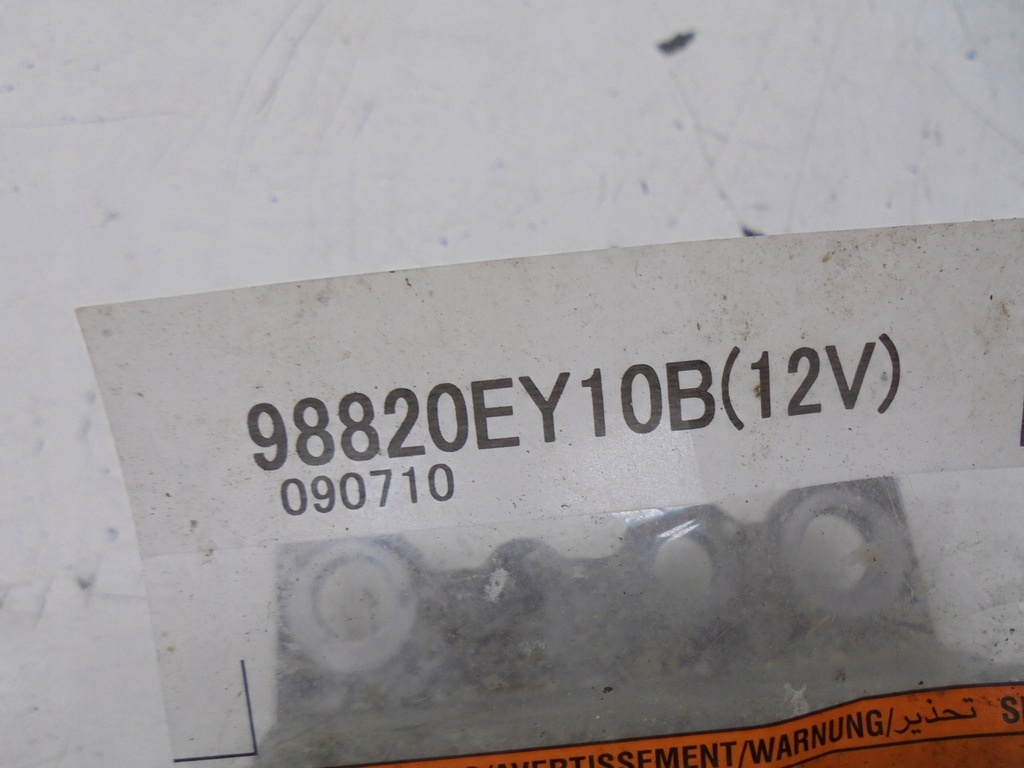 98820EY10B(12V)
090710
/AVERTISSEMENT/WARNUNG/تحذير